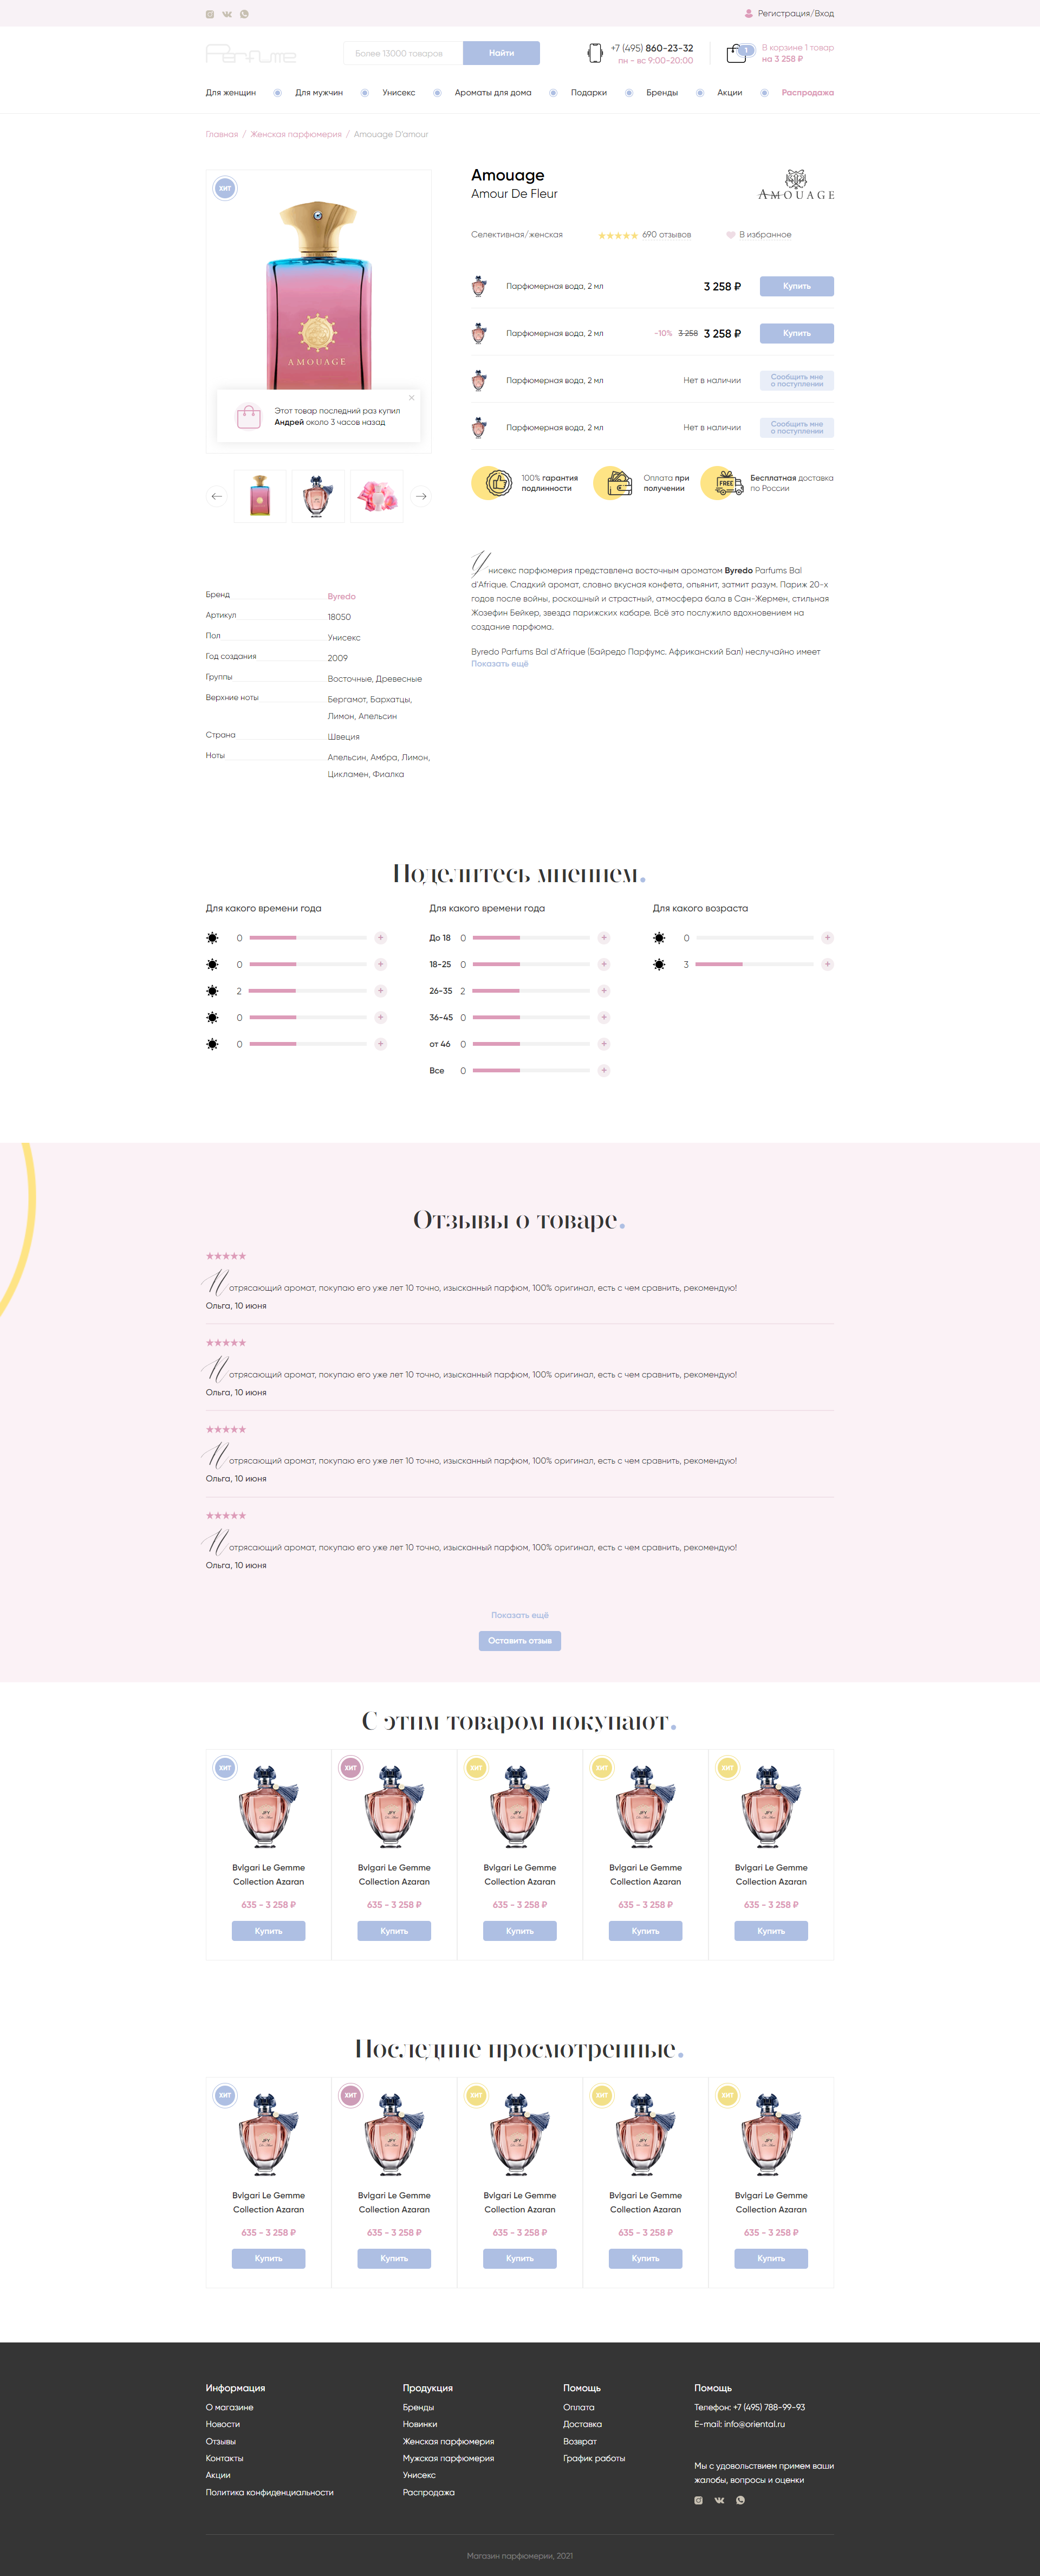 Регистрация/Вход
Parfume
Более 13000 товаров
Найти
+7 (495) 860-23-32
пн - вс 9:00-20:00
1
В корзине 1 товар
на 3 258 ₽
Для женщин
Для мужчин
Унисекс
Ароматы для дома
Подарки
Бренды
Акции
Распродажа
Главная / Женская парфюмерия / Amouage D'amour
ХИТ
AMOUAGE
Этот товар последний раз купил
Андрей около 3 часов назад
Amouage
Amour De Fleur
AMOUAGE
Селективная/женская
690 отзывов
В избранное
Парфюмерная вода, 2 мл
3 258 ₽
Купить
Парфюмерная вода, 2 мл
-10% 3 258 3 258 ₽
Купить
Парфюмерная вода, 2 мл
Нет в наличии
Сообщить мне
о поступлении
Парфюмерная вода, 2 мл
Нет в наличии
Сообщить мне
о поступлении
100% гарантия
подлинности
Оплата при
получении
FREE
Бесплатная доставка
по России
Унисекс парфюмерия представлена восточным ароматом Byredo Parfums Bal
d'Afrique. Сладкий аромат, словно вкусная конфета, опьянит, затмит разум. Париж 20-х
годов после войны, роскошный и страстный, атмосфера бала в Сан-Жермен, стильная
Жозефин Бейкер, звезда парижских кабаре. Всё это послужило вдохновением на
создание парфюма.
Byredo Parfums Bal d'Afrique (Байредо Парфумс. Африканский Бал) неслучайно имеет
Показать ещё
Бренд Byredo
Артикул 18050
Пол Унисекс
Год создания 2009
Группы Восточные, Древесные
Верхние ноты Бергамот, Бархатцы,
Лимон, Апельсин
Страна Швеция
Ноты Апельсин, Амбра, Лимон,
Цикламен, Фиалка
Поделитесь мнением.
Для какого времени года
0 +
0 +
2 +
0 +
0 +
Для какого времени года
До 18 0 +
18-25 0 +
26-35 2 +
36-45 0 +
от 46 0 +
Все 0 +
Для какого возраста
0 +
3 +
Отзывы о товаре.
Потрясающий аромат, покупаю его уже лет 10 точно, изысканный парфюм, 100% оригинал, есть с чем сравнить, рекомендую!
Ольга, 10 июня
Потрясающий аромат, покупаю его уже лет 10 точно, изысканный парфюм, 100% оригинал, есть с чем сравнить, рекомендую!
Ольга, 10 июня
Потрясающий аромат, покупаю его уже лет 10 точно, изысканный парфюм, 100% оригинал, есть с чем сравнить, рекомендую!
Ольга, 10 июня
Потрясающий аромат, покупаю его уже лет 10 точно, изысканный парфюм, 100% оригинал, есть с чем сравнить, рекомендую!
Ольга, 10 июня
Показать ещё
Оставить отзыв
С этим товаром покупают.
ХИТ
Bvlgari Le Gemme
Collection Azaran
635 - 3 258 ₽
Купить
ХИТ
Bvlgari Le Gemme
Collection Azaran
635 - 3 258 ₽
Купить
ХИТ
Bvlgari Le Gemme
Collection Azaran
635 - 3 258 ₽
Купить
ХИТ
Bvlgari Le Gemme
Collection Azaran
635 - 3 258 ₽
Купить
ХИТ
Bvlgari Le Gemme
Collection Azaran
635 - 3 258 ₽
Купить
Последние просмотренные.
ХИТ
Bvlgari Le Gemme
Collection Azaran
635 - 3 258 ₽
Купить
ХИТ
Bvlgari Le Gemme
Collection Azaran
635 - 3 258 ₽
Купить
ХИТ
Bvlgari Le Gemme
Collection Azaran
635 - 3 258 ₽
Купить
ХИТ
Bvlgari Le Gemme
Collection Azaran
635 - 3 258 ₽
Купить
ХИТ
Bvlgari Le Gemme
Collection Azaran
635 - 3 258 ₽
Купить
Информация
О магазине
Новости
Отзывы
Контакты
Акции
Политика конфиденциальности
Продукция
Бренды
Новинки
Женская парфюмерия
Мужская парфюмерия
Унисекс
Распродажа
Помощь
Оплата
Доставка
Возврат
График работы
Помощь
Телефон: +7 (495) 788-99-93
E-mail: info@oriental.ru
Мы с удовольствием примем ваши
жалобы, вопросы и оценки
Магазин парфюмерии, 2021